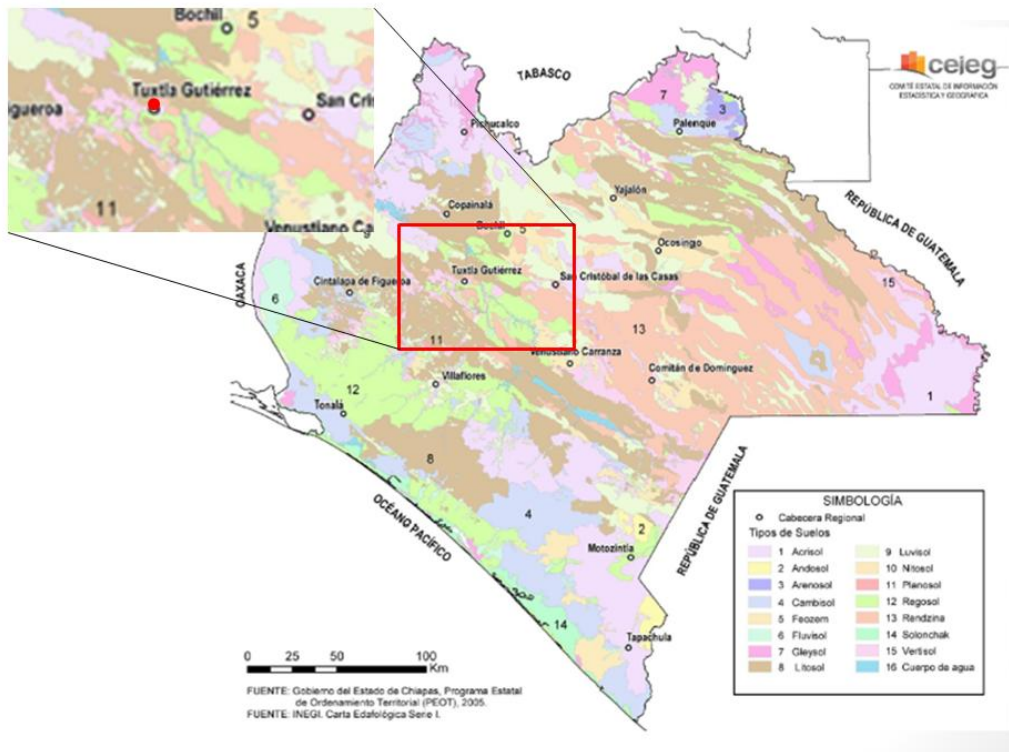 Bochil
5
Tuxtla Gutiérrez
San Cris
igueroa
11
Venustiano Ca
celeg
COMITÉ ESTATAL DE INFORMACIÓN
ESTADÍSTICA Y GEOGRÁFICA
TABASCO
7
3
Pichucalco
Palenque
Yajalón
REPÚBLICA DE GUATEMALA
Copainala
Bochil
5
Ocosingo
OAXACA
Tuxtla Gutiérrez
San Cristóbal de las Casas
Cintalapa de Figueroa
6
15
13
11
Venustiano Carranza
Comitán de Domínguez
Villaflores
12
1
Tonalá
8
OCÉANO PACÍFICO
4
2
REPÚBLICA DE GUATEMALA
Motozintla
14
Tapachula
SIMBOLOGÍA
Cabecera Regional
Tipos de Suelos
1 Acrisol
2 Andosol
3 Arenosol
4 Cambisol
5 Feozem
6 Fluvisol
7 Gleysol
8 Litosol
9 Luvisol
10 Nitosol
11 Planosol
12 Regosol
13 Rendzina
14 Solonchak
15 Vertisol
16 Cuerpo de agua
0 25 50 100
Km
FUENTE: Gobierno del Estado de Chiapas, Programa Estatal
de Ordenamiento Territorial (PEOT), 2005.
FUENTE: INEGI. Carta Edafológica Serie I.